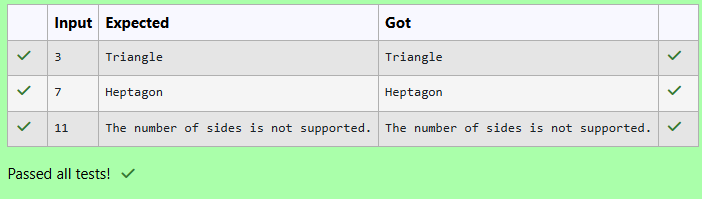 Input Expected Got
3 Triangle Triangle
7 Heptagon Heptagon
11 The number of sides is not supported. The number of sides is not supported.
Passed all tests!